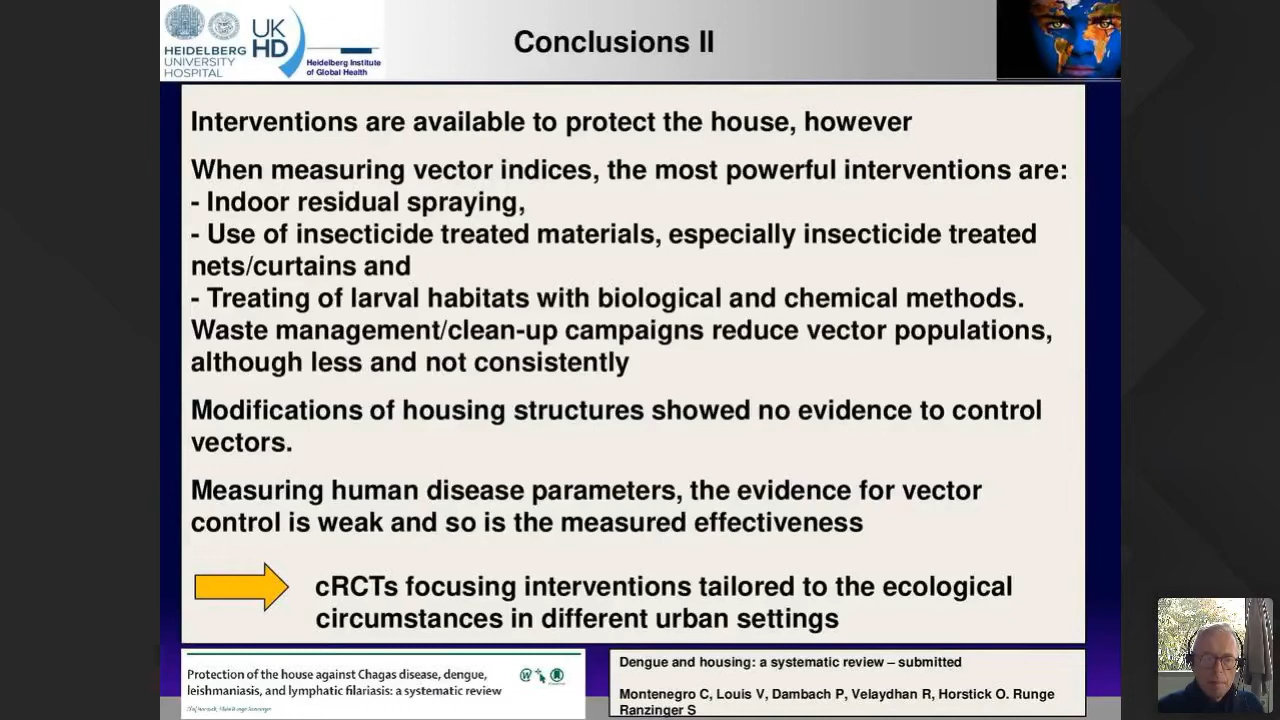 HEIDELBERG
UNIVERSITY
HOSPITAL
UK
HD
Heidelberg Institute
of Global Health
Conclusions II
Interventions are available to protect the house, however
When measuring vector indices, the most powerful interventions are:
- Indoor residual spraying,
- Use of insecticide treated materials, especially insecticide treated
nets/curtains and
- Treating of larval habitats with biological and chemical methods.
Waste management/clean-up campaigns reduce vector populations,
although less and not consistently
Modifications of housing structures showed no evidence to control
vectors.
Measuring human disease parameters, the evidence for vector
control is weak and so is the measured effectiveness
cRCTs focusing interventions tailored to the ecological
circumstances in different urban settings
Protection of the house against Chagas disease, dengue,
leishmaniasis, and lymphatic filariasis: a systematic review
Dengue and housing: a systematic review – submitted
Montenegro C, Louis V, Dambach P, Velaydhan R, Horstick O. Runge
Ranzinger S